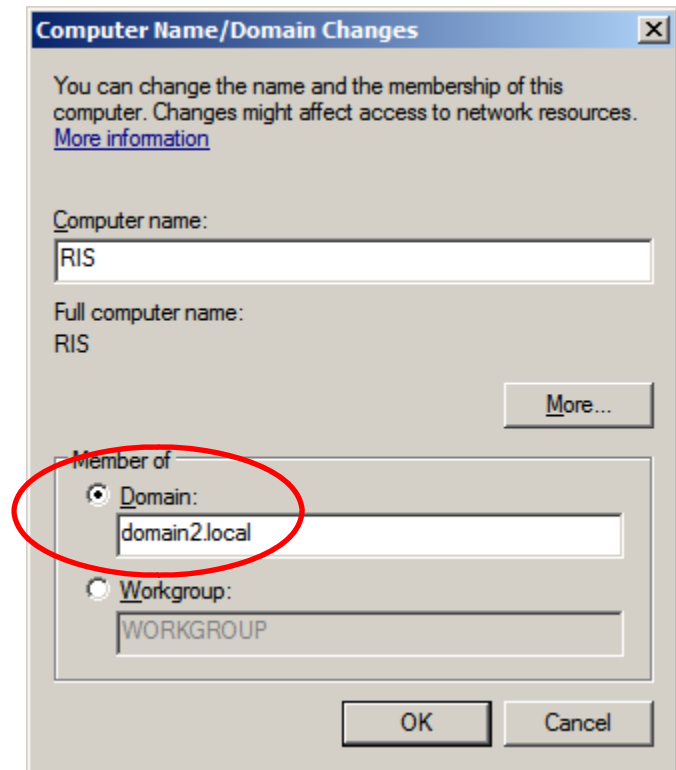 Computer Name/Domain Changes
You can change the name and the membership of this
computer. Changes might affect access to network resources.
More information
Computer name:
RIS
Full computer name:
RIS
More...
Member of
Domain:
domain2.local
Workgroup:
WORKGROUP
OK Cancel